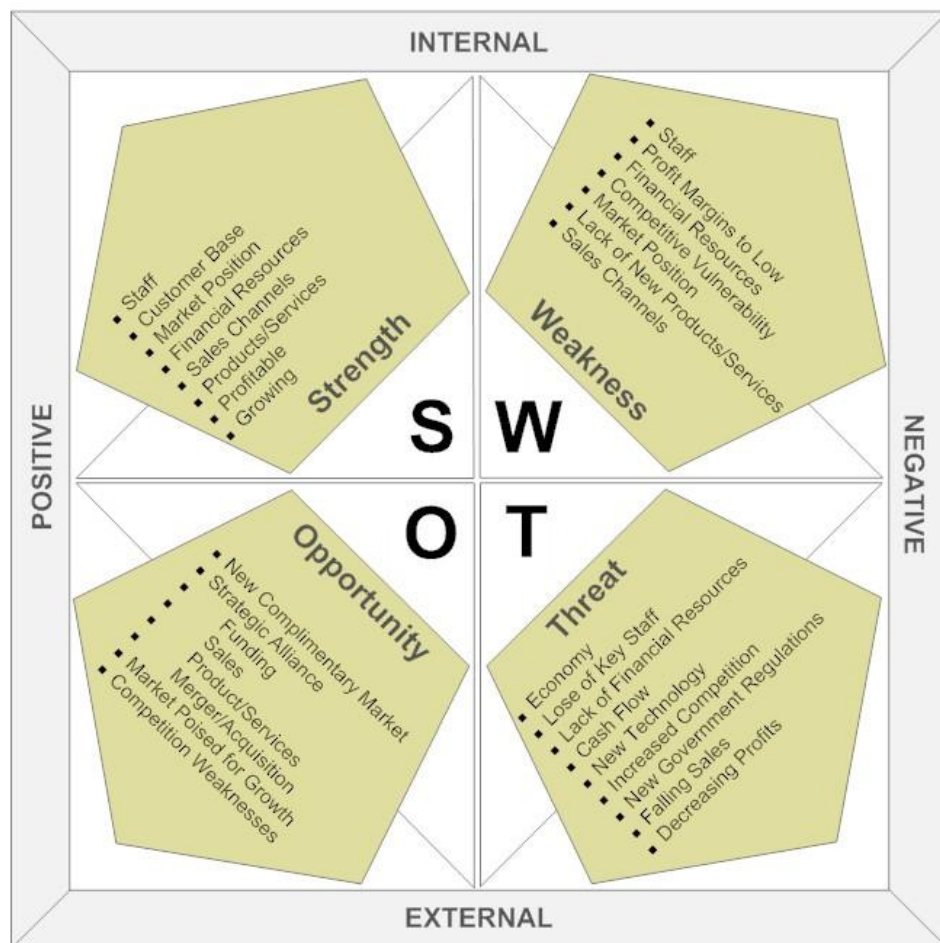 INTERNAL
POSITIVE
NEGATIVE
Staff
Customer Base
Market Position
Financial Resources
Sales Channels
Products/Services
Profitable
Growing
Strength
S
Staff
Profit Margins to Low
Financial Resources
Competitive Vulnerability
Market Position
Lack of New Products/Services
Sales Channels
Weakness
W
O
Opportunity
New Complimentary Market
Strategic Alliance
Funding
Sales
Product/Services
Merger/Acquisition
Market Poised for Growth
Competition Weaknesses
T
Threat
Economy
Lose of Key Staff
Lack of Financial Resources
Cash Flow
New Technology
Increased Competition
New Government Regulations
Falling Sales
Decreasing Profits
EXTERNAL